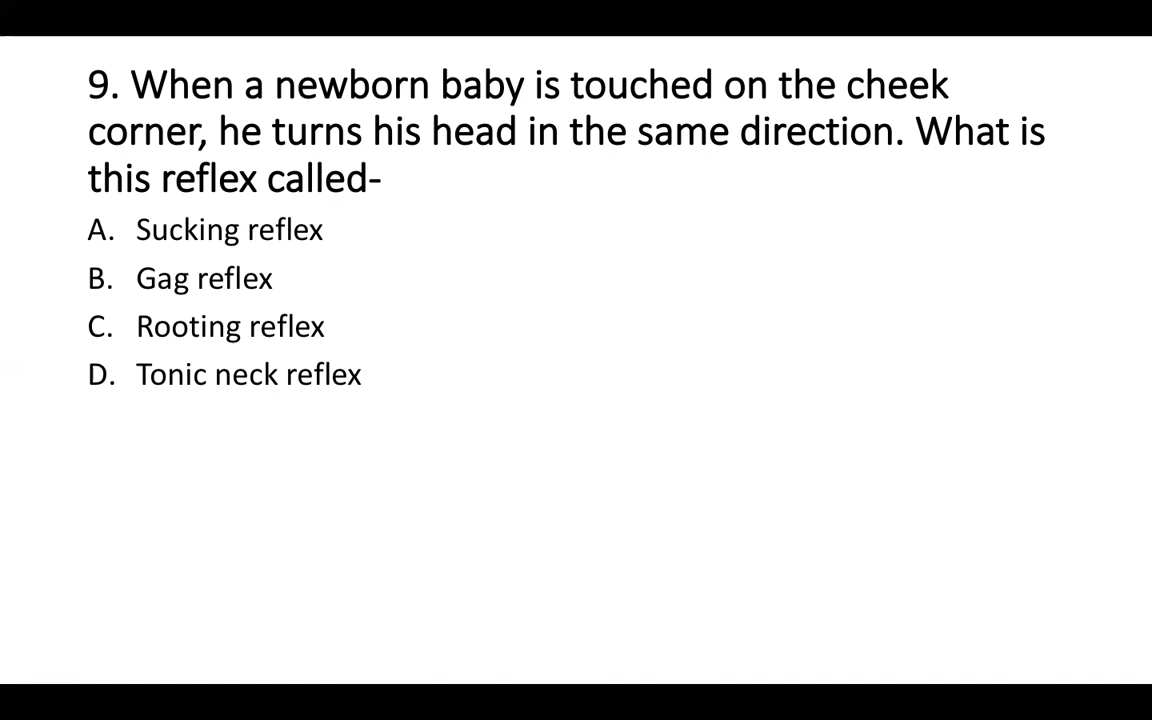 9. When a newborn baby is touched on the cheek
corner, he turns his head in the same direction. What is
this reflex called-
A. Sucking reflex
B. Gag reflex
C. Rooting reflex
D. Tonic neck reflex